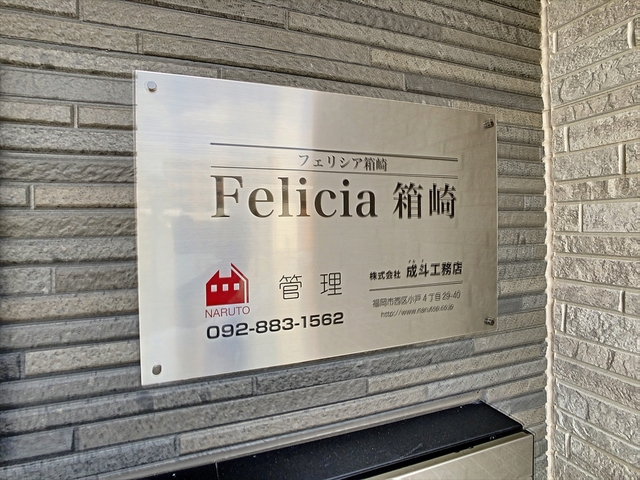 フェリシア箱崎
Felicia 箱崎
NARUTO
管理
092-883-1562
株式会社 成斗工務店
福岡市西区小戸4丁目29-40